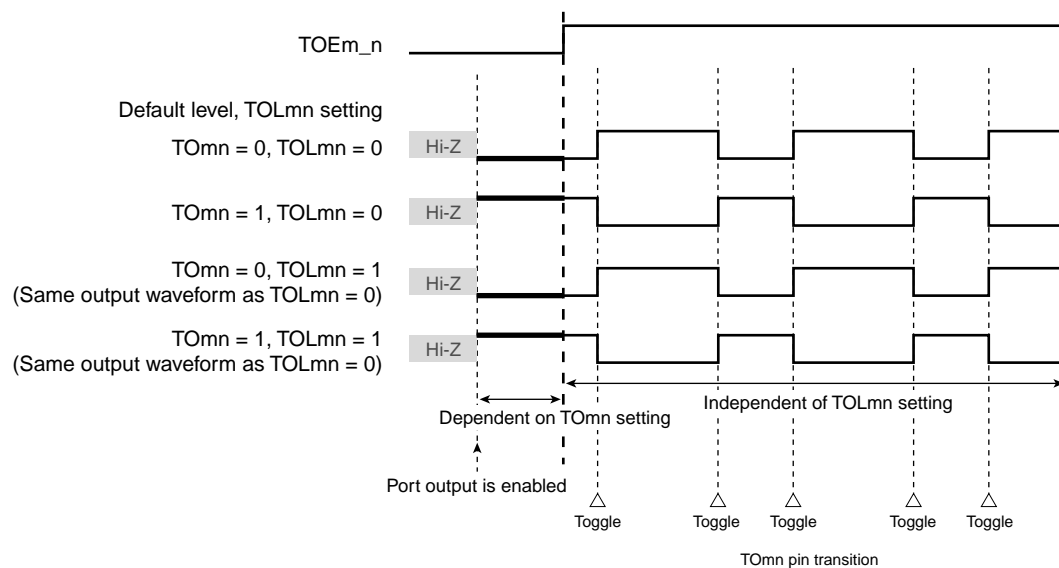 TOEm_n
Default level, TOLmn setting
TOmn = 0, TOLmn = 0
Hi-Z
TOmn = 1, TOLmn = 0
Hi-Z
TOmn = 0, TOLmn = 1
(Same output waveform as TOLmn = 0)
Hi-Z
TOmn = 1, TOLmn = 1
(Same output waveform as TOLmn = 0)
Hi-Z
Dependent on TOmn setting
Independent of TOLmn setting
Port output is enabled
Toggle
Toggle
Toggle
Toggle
Toggle
TOmn pin transition